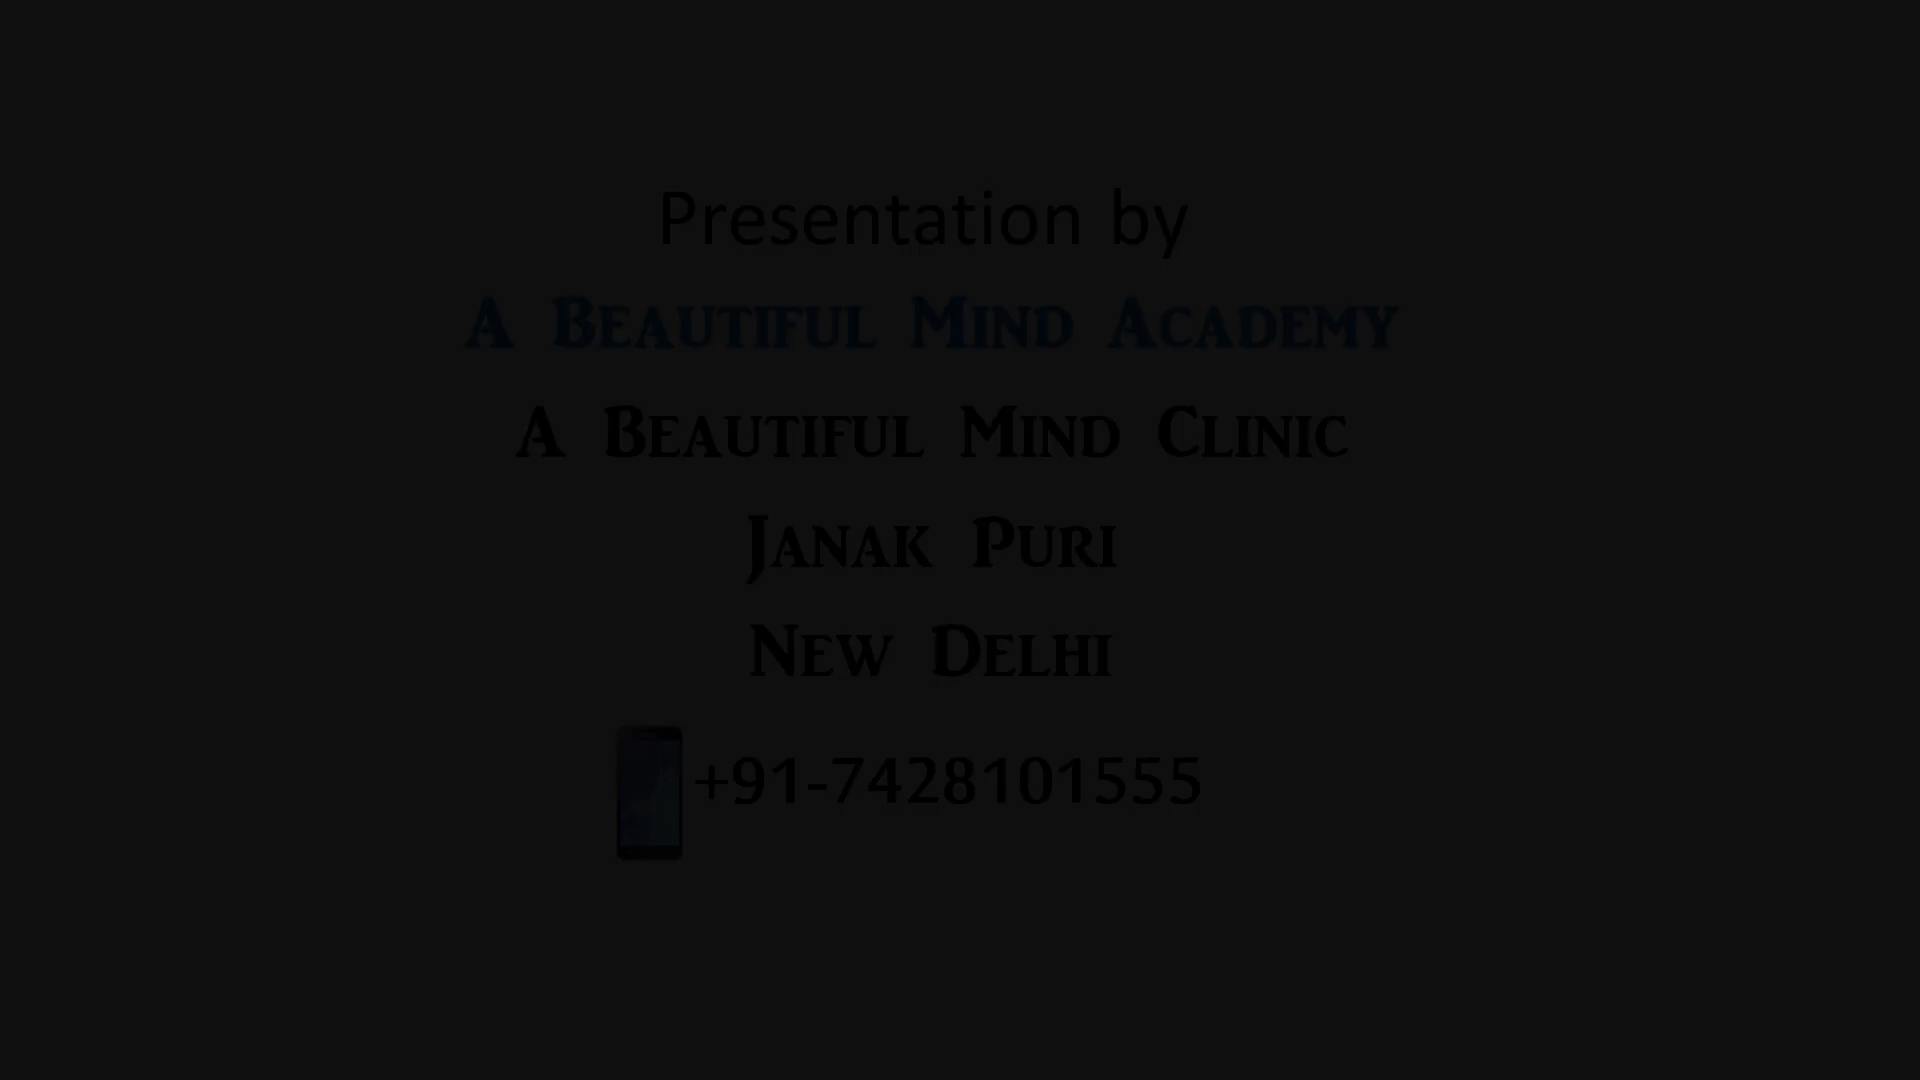 Presentation by
A Beautiful Mind Academy
A Beautiful Mind Clinic
Janak Puri
New Delhi
+91-7428101555